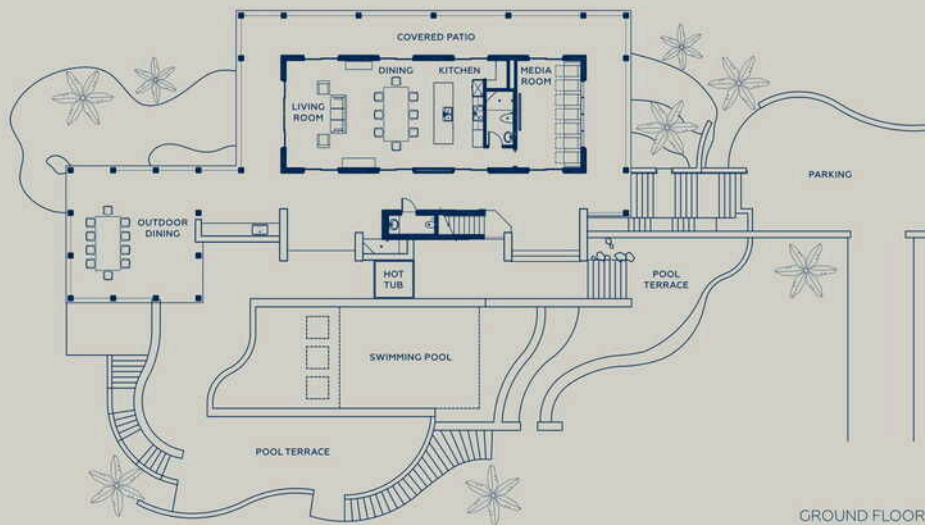 COVERED PATIO
DINING
KITCHEN
MEDIA
ROOM
LIVING
ROOM
PARKING
OUTDOOR
DINING
HOT
TUB
POOL
TERRACE
SWIMMING POOL
POOL TERRACE
GROUND FLOOR